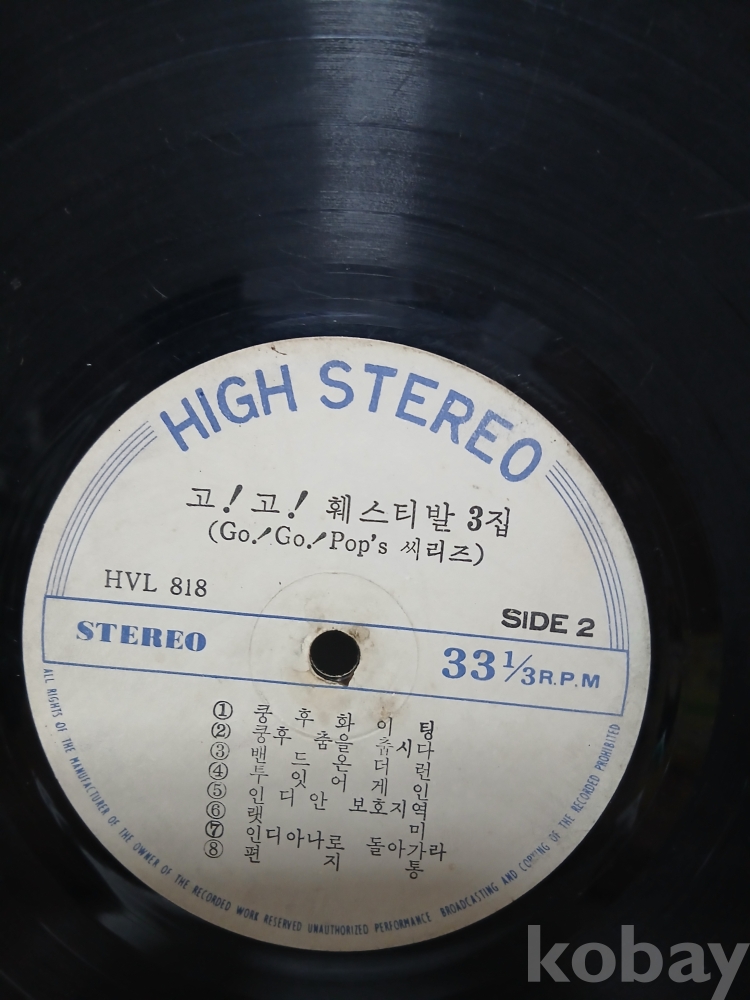 HIGH STEREO
고! 고! 훼스티발 3집
(Go! Go! Pop's 씨리즈)
HVL 818
SIDE 2
STEREO
33 1/3 R.P.M
① 쿵 후 화 이 팅
② 쿵후 춤을 춥시다
③ 밴 드 온 더 런
④ 두 잇 어 게 인
⑤ 인 디 안 보호지역
⑥ 랫 미
⑦ 인디아나로 돌아가라
⑧ 편 지 통
ALL RIGHTS OF THE MANUFACTURER OF THE OWNER OF THE RECORDED WORK RESERVED UNAUTHORIZED PERFORMANCE BROADCASTING AND COPYING OF THE RECORDED PROHIBITED
kobay